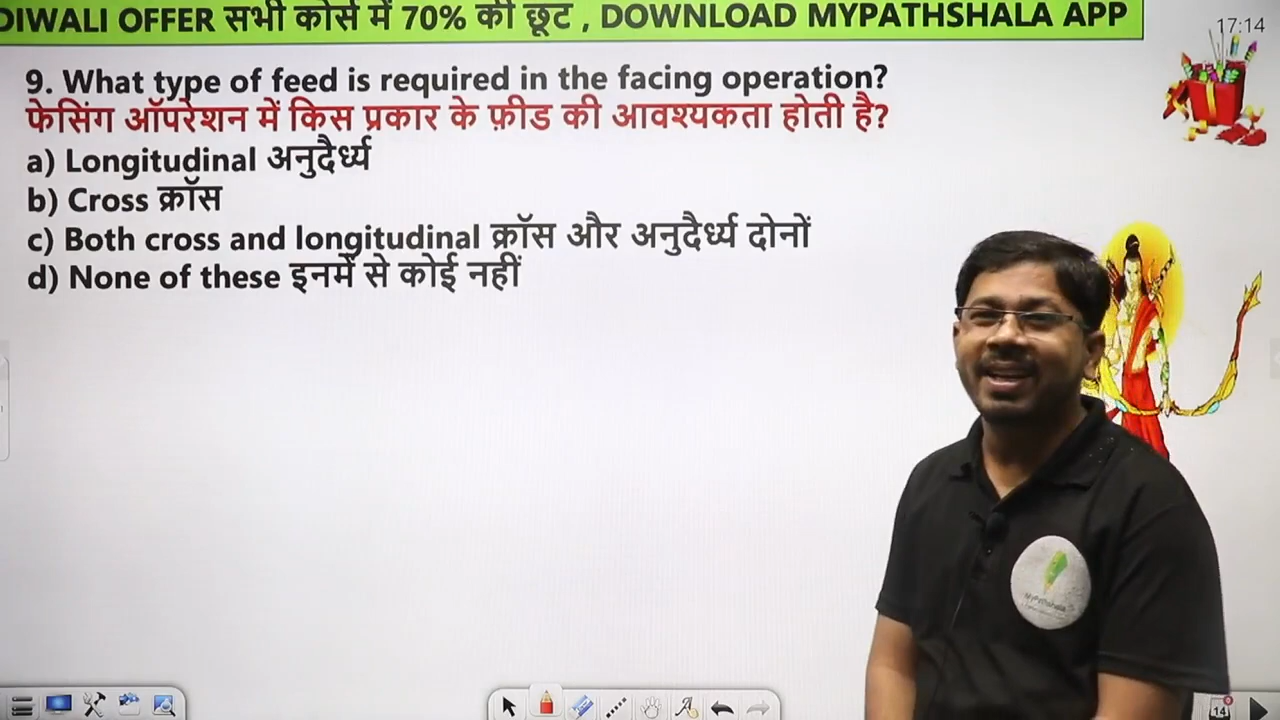 DIWALI OFFER सभी कोर्स में 70% की छूट , DOWNLOAD MYPATHSHALA APP
17:14
9. What type of feed is required in the facing operation?
फेसिंग ऑपरेशन में किस प्रकार के फ़ीड की आवश्यकता होती है?
a) Longitudinal अनुदैर्ध्य
b) Cross क्रॉस
c) Both cross and longitudinal क्रॉस और अनुदैर्ध्य दोनों
d) None of these इनमें से कोई नहीं
MyPathshala
14